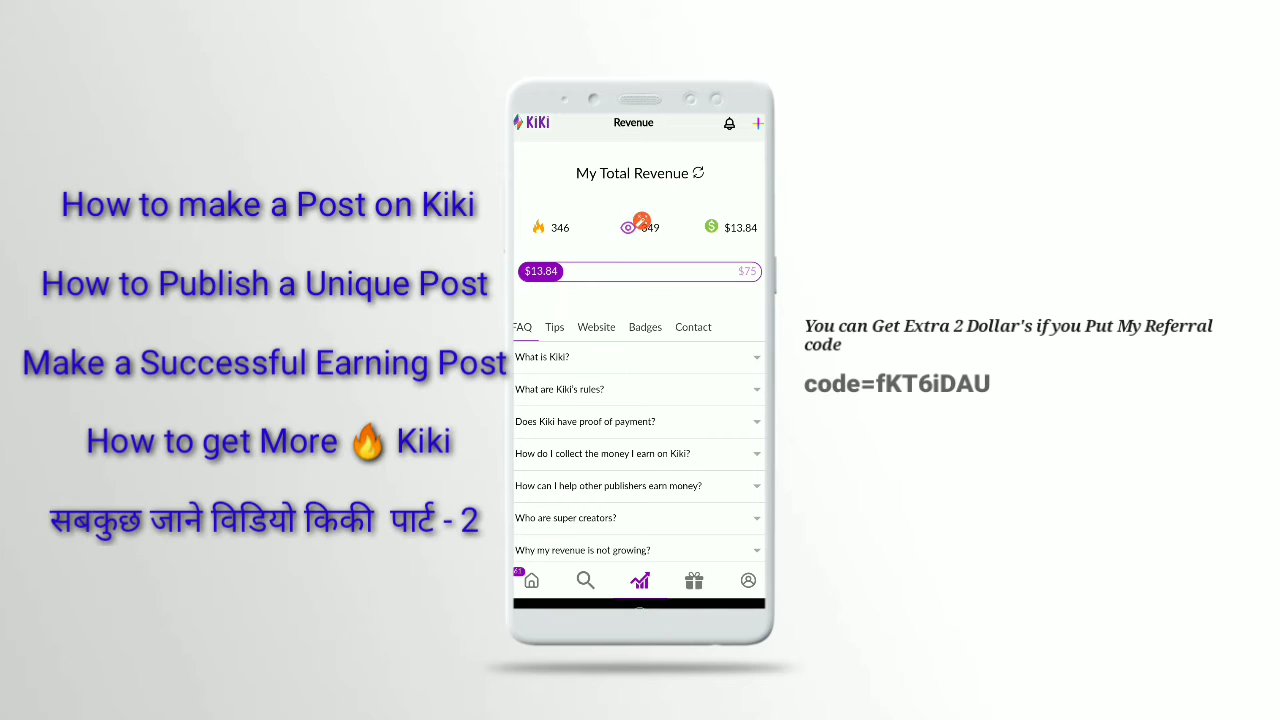 How to make a Post on Kiki
How to Publish a Unique Post
Make a Successful Earning Post
How to get More 🔥 Kiki
सबकुछ जाने विडियो किकी पार्ट - 2
KiKi
Revenue
My Total Revenue
346
$13.84
$13.84
$75
FAQ Tips Website Badges Contact
What is Kiki?
What are Kiki's rules?
Does Kiki have proof of payment?
How do I collect the money I earn on Kiki?
How can I help other publishers earn money?
Who are super creators?
Why my revenue is not growing?
You can Get Extra 2 Dollar's if you Put My Referral
code
code=fKT6iDAU